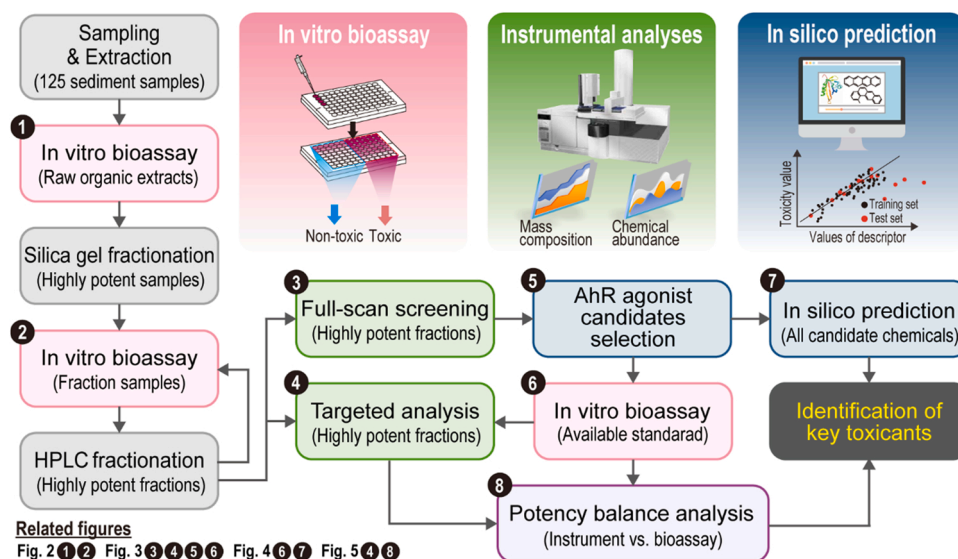 Sampling
& Extraction
(125 sediment samples)
1
In vitro bioassay
(Raw organic extracts)
Silica gel fractionation
(Highly potent samples)
2
In vitro bioassay
(Fraction samples)
HPLC fractionation
(Highly potent fractions)
In vitro bioassay
Non-toxic Toxic
Instrumental analyses
Mass
composition
Chemical
abundance
In silico prediction
Toxicity value
Training set
Test set
Values of descriptor
3
Full-scan screening
(Highly potent fractions)
4
Targeted analysis
(Highly potent fractions)
5
AhR agonist
candidates
selection
6
In vitro bioassay
(Available standarad)
7
In silico prediction
(All candidate chemicals)
Identification of
key toxicants
8
Potency balance analysis
(Instrument vs. bioassay)
Related figures
Fig. 2 1 2 Fig. 3 3 4 5 6 Fig. 4 6 7 Fig. 5 4 8